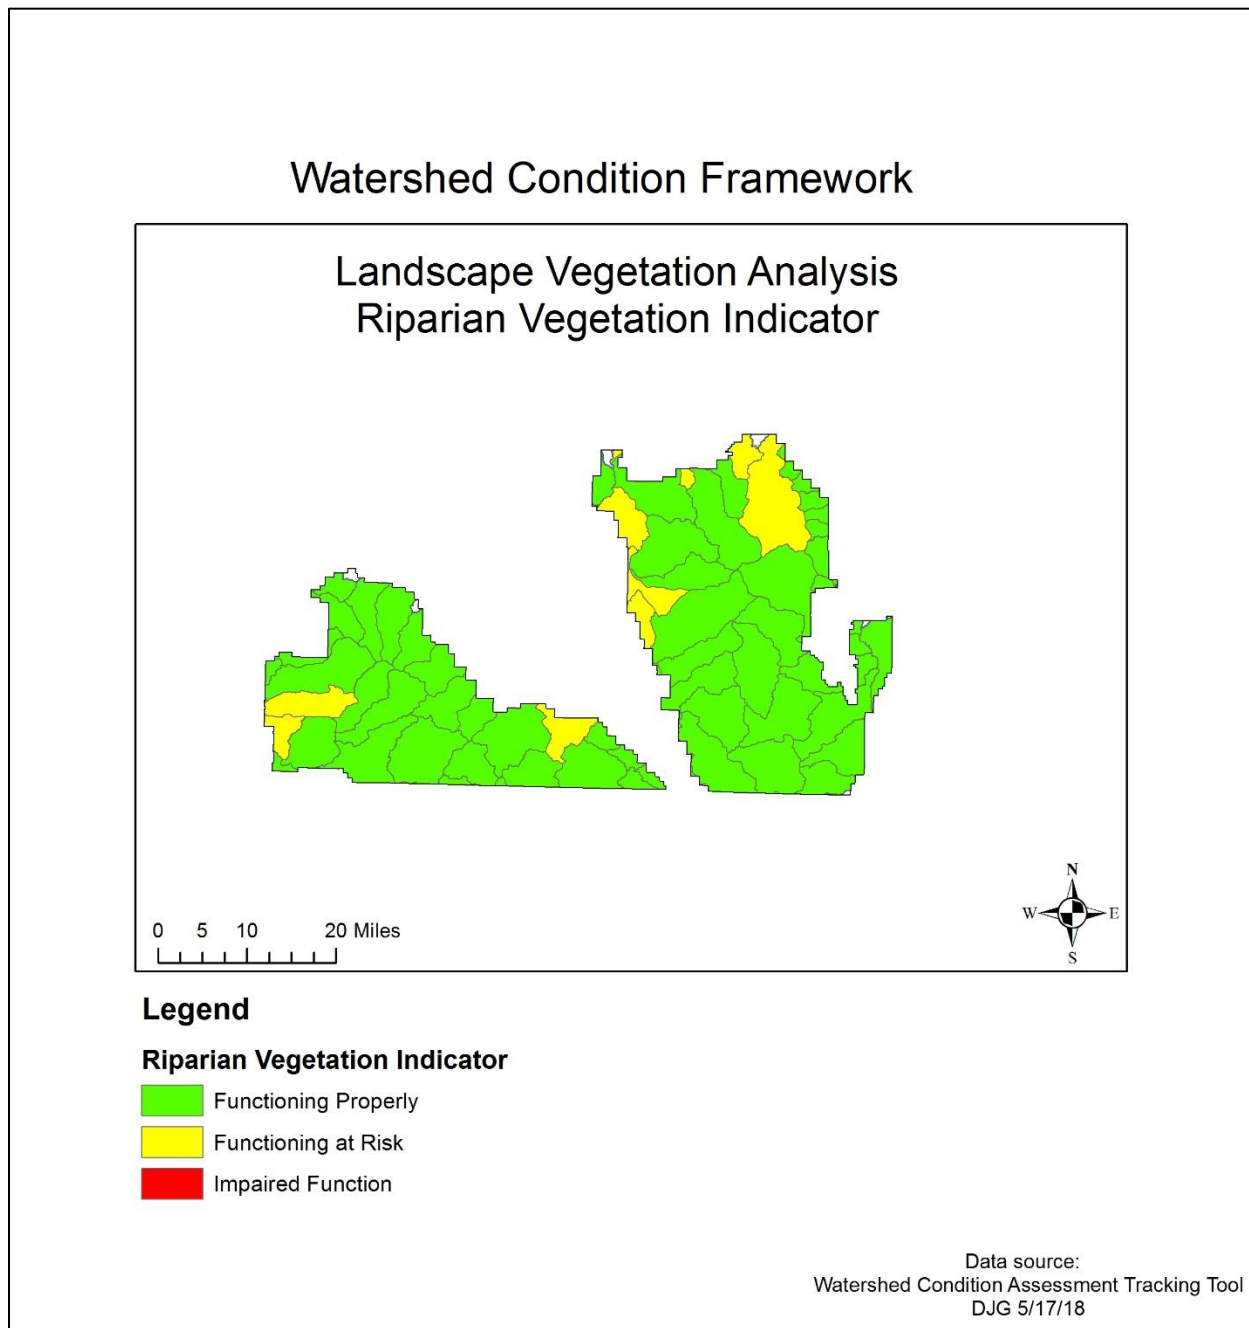 Watershed Condition Framework
Landscape Vegetation Analysis
Riparian Vegetation Indicator
N
W E
S
0 5 10 20 Miles
Legend
Riparian Vegetation Indicator
Functioning Properly
Functioning at Risk
Impaired Function
Data source:
Watershed Condition Assessment Tracking Tool
DJG 5/17/18